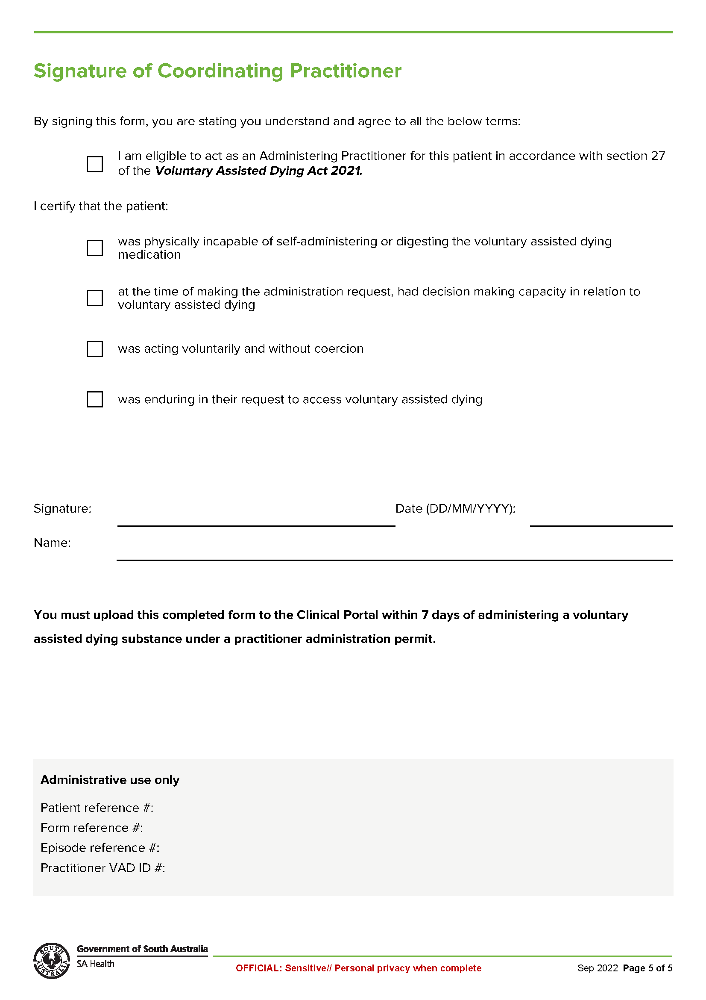 Signature of Coordinating Practitioner
By signing this form, you are stating you understand and agree to all the below terms:
I am eligible to act as an Administering Practitioner for this patient in accordance with section 27
of the Voluntary Assisted Dying Act 2021.
I certify that the patient:
was physically incapable of self-administering or digesting the voluntary assisted dying
medication
at the time of making the administration request, had decision making capacity in relation to
voluntary assisted dying
was acting voluntarily and without coercion
was enduring in their request to access voluntary assisted dying
Signature: Date (DD/MM/YYYY):
Name:
You must upload this completed form to the Clinical Portal within 7 days of administering a voluntary
assisted dying substance under a practitioner administration permit.
Administrative use only
Patient reference #:
Form reference #:
Episode reference #:
Practitioner VAD ID #:
SOUTH AUSTRALIA
Government of South Australia
SA Health
OFFICIAL: Sensitive// Personal privacy when complete
Sep 2022 Page 5 of 5